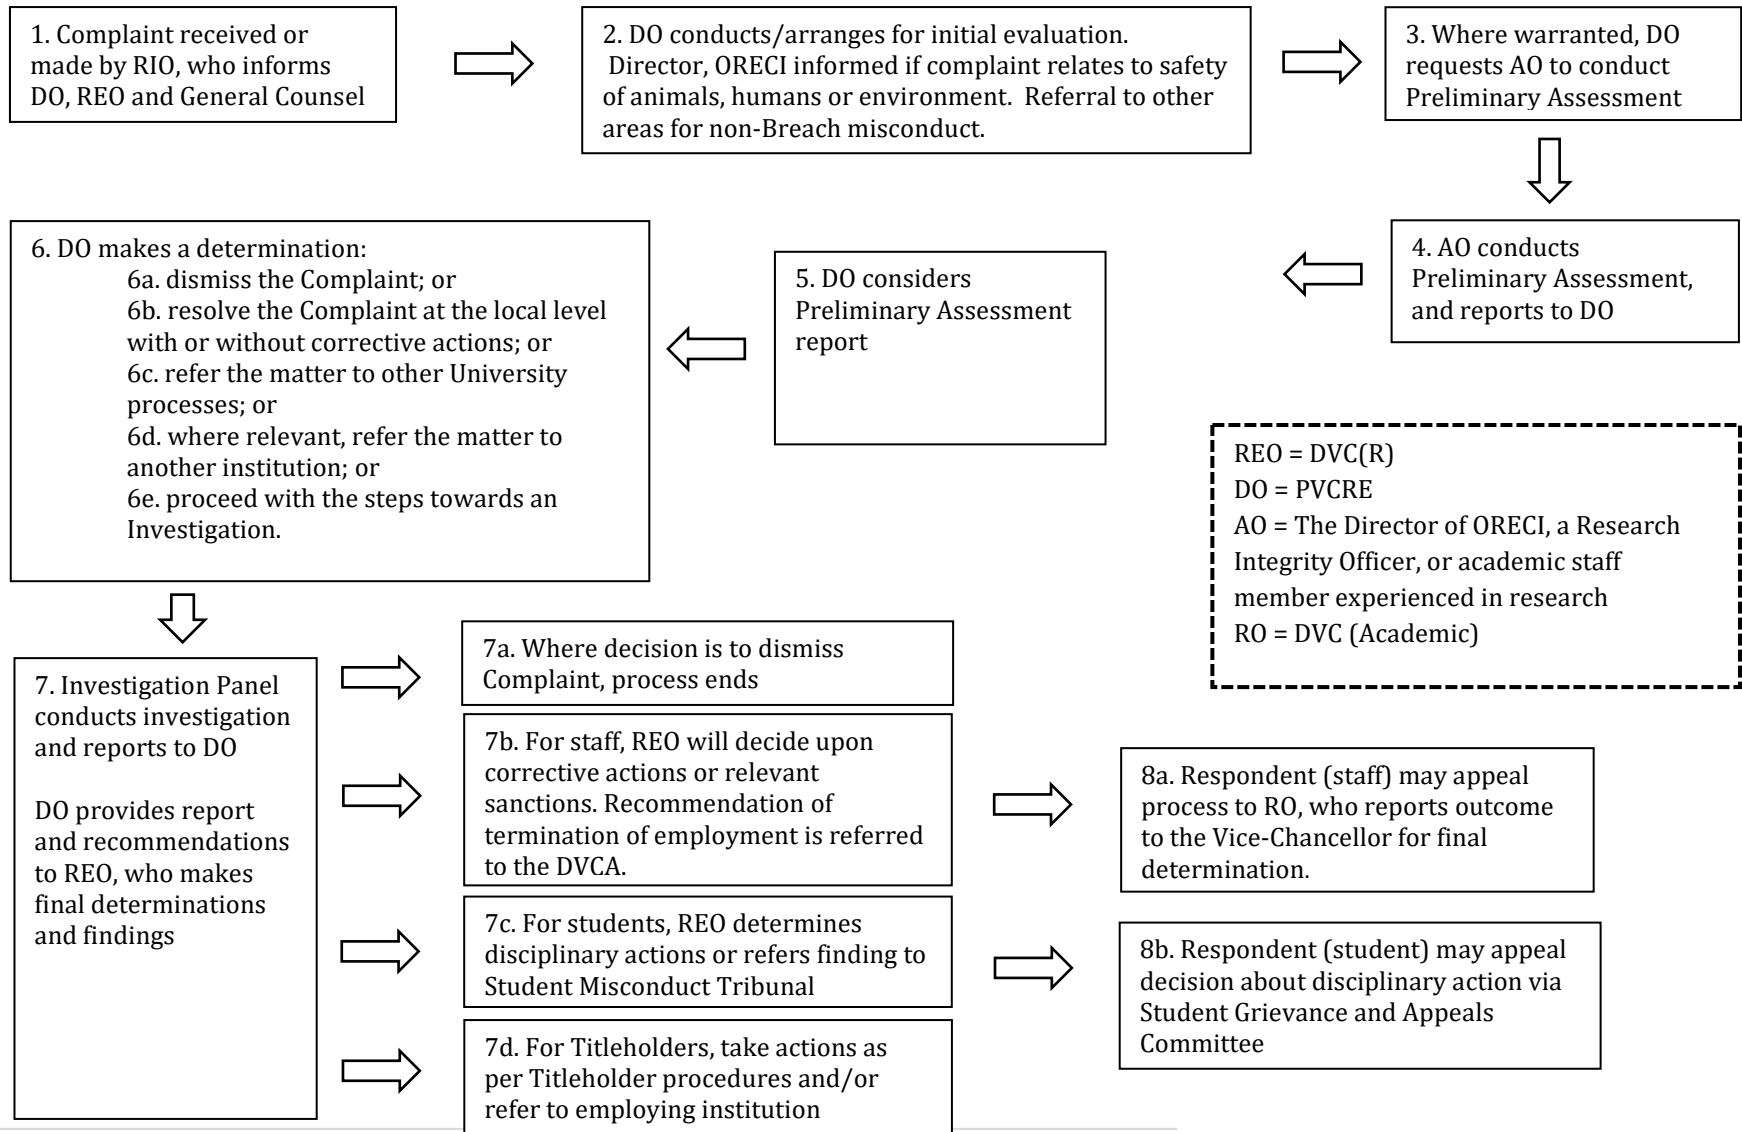 1. Complaint received or
made by RIO, who informs
DO, REO and General Counsel
2. DO conducts/arranges for initial evaluation.
Director, ORECI informed if complaint relates to safety
of animals, humans or environment.  Referral to other
areas for non-Breach misconduct.
3. Where warranted, DO
requests AO to conduct
Preliminary Assessment
4. AO conducts
Preliminary Assessment,
and reports to DO
5. DO considers
Preliminary Assessment
report
6. DO makes a determination:
6a. dismiss the Complaint; or
6b. resolve the Complaint at the local level
with or without corrective actions; or
6c. refer the matter to other University
processes; or
6d. where relevant, refer the matter to
another institution; or
6e. proceed with the steps towards an
Investigation.
REO = DVC(R)
DO = PVCRE
AO = The Director of ORECI, a Research
Integrity Officer, or academic staff
member experienced in research
RO = DVC (Academic)
7. Investigation Panel
conducts investigation
and reports to DO
DO provides report
and recommendations
to REO, who makes
final determinations
and findings
7a. Where decision is to dismiss
Complaint, process ends
7b. For staff, REO will decide upon
corrective actions or relevant
sanctions. Recommendation of
termination of employment is referred
to the DVCA.
8a. Respondent (staff) may appeal
process to RO, who reports outcome
to the Vice-Chancellor for final
determination.
7c. For students, REO determines
disciplinary actions or refers finding to
Student Misconduct Tribunal
8b. Respondent (student) may appeal
decision about disciplinary action via
Student Grievance and Appeals
Committee
7d. For Titleholders, take actions as
per Titleholder procedures and/or
refer to employing institution